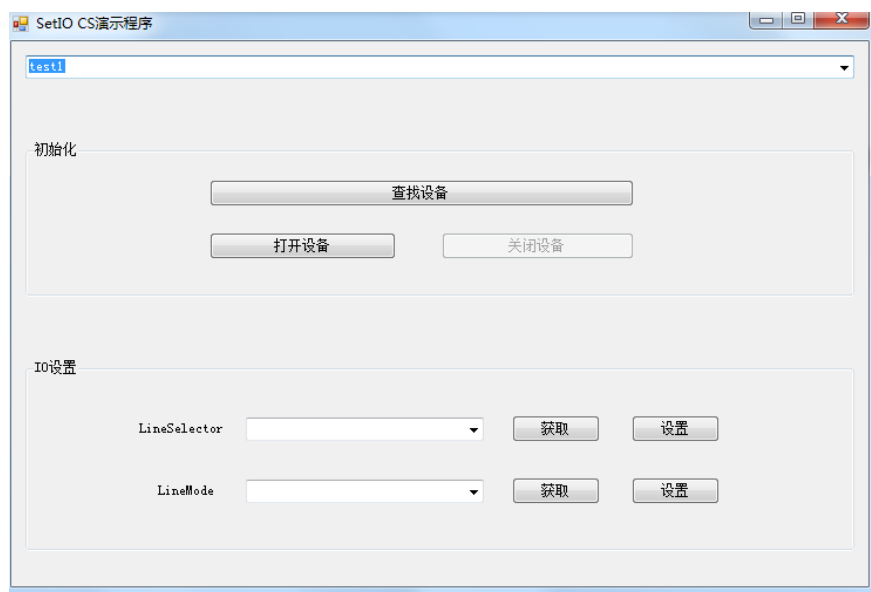 SetIO CS演示程序
test1
初始化
查找设备
打开设备 关闭设备
IO设置
LineSelector 获取 设置
LineMode 获取 设置